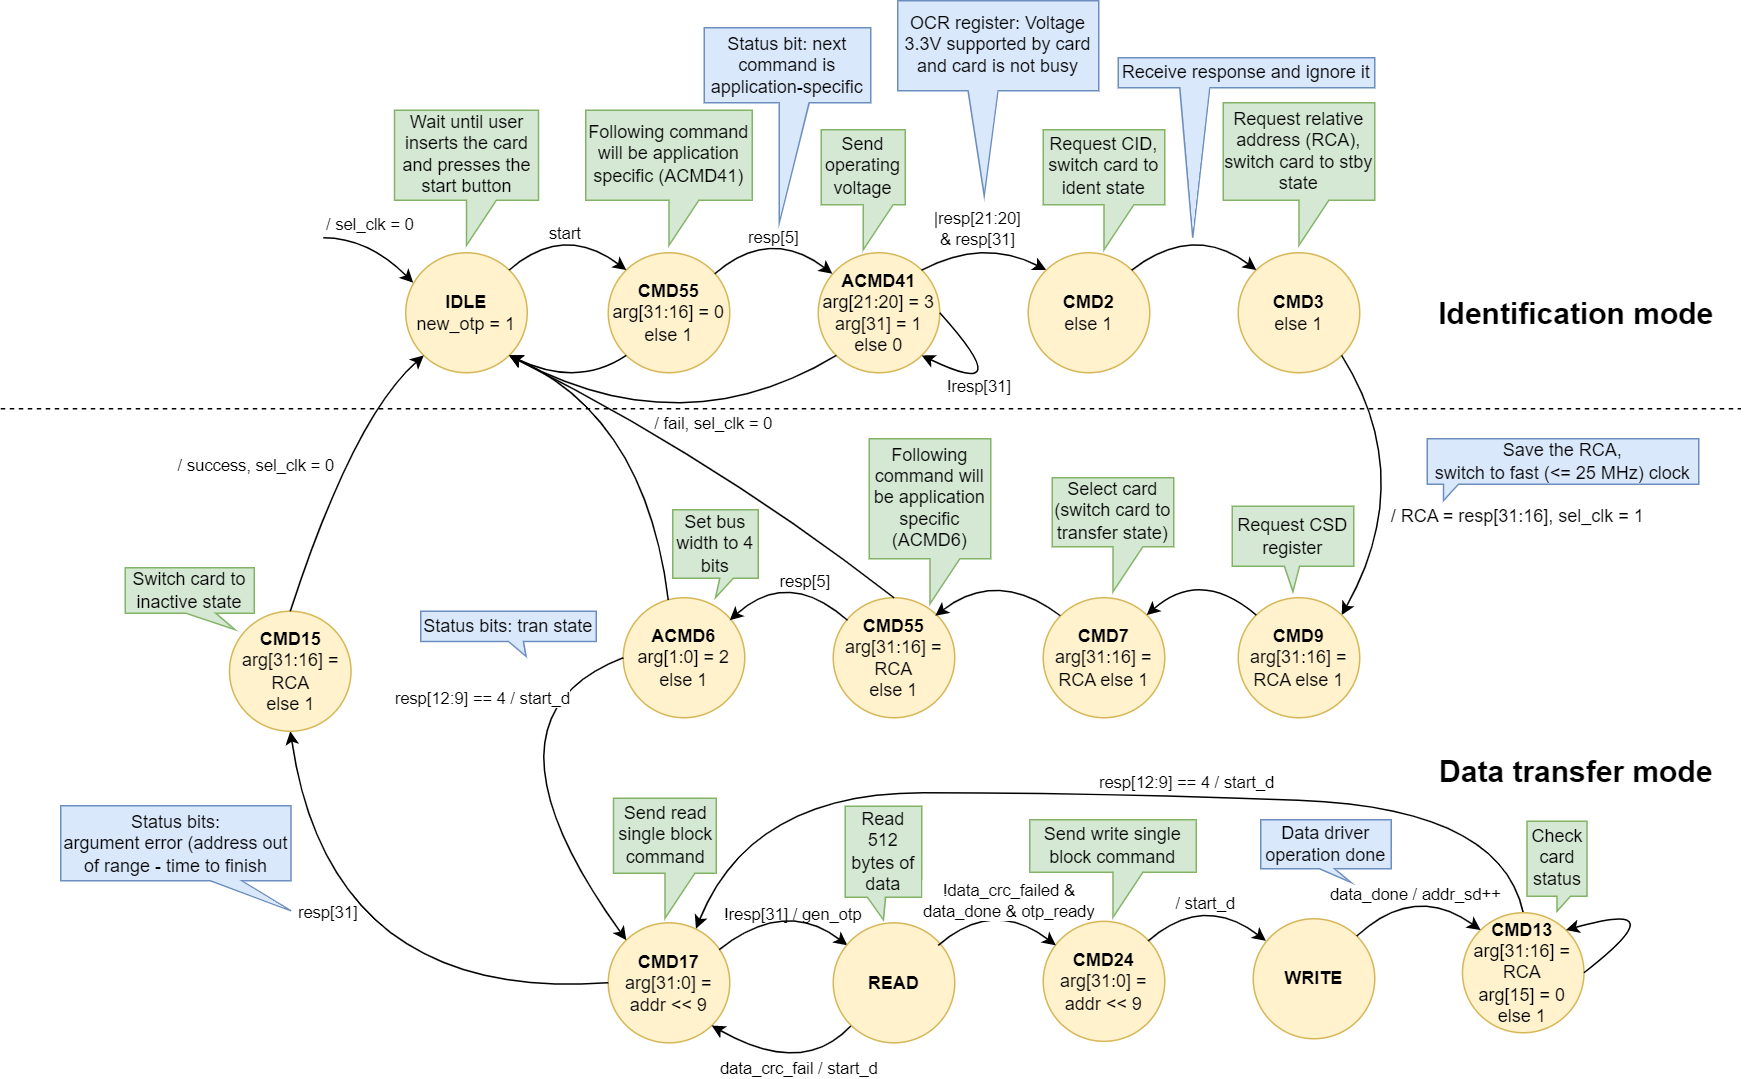 OCR register: Voltage
3.3V supported by card
and card is not busy
Status bit: next
command is
application-specific
Receive response and ignore it
Wait until user
inserts the card
and presses the
start button
Following command
will be application
specific (ACMD41)
Send
operating
voltage
Request CID,
switch card to
ident state
Request relative
address (RCA),
switch card to stby
state
/ sel_clk = 0
start
resp[5]
|resp[21:20]
& resp[31]
IDLE
new_otp = 1
CMD55
arg[31:16] = 0
else 1
ACMD41
arg[21:20] = 3
arg[31] = 1
else 0
CMD2
else 1
CMD3
else 1
Identification mode
!resp[31]
/ fail, sel_clk = 0
/ success, sel_clk = 0
Following
command will
be application
specific
(ACMD6)
Select card
(switch card to
transfer state)
Request CSD
register
Save the RCA,
switch to fast (<= 25 MHz) clock
/ RCA = resp[31:16], sel_clk = 1
Set bus
width to 4
bits
resp[5]
Switch card to
inactive state
Status bits: tran state
CMD15
arg[31:16] =
RCA
else 1
ACMD6
arg[1:0] = 2
else 1
CMD55
arg[31:16] =
RCA
else 1
CMD7
arg[31:16] =
RCA else 1
CMD9
arg[31:16] =
RCA else 1
resp[12:9] == 4 / start_d
Data transfer mode
resp[12:9] == 4 / start_d
Status bits:
argument error (address out
of range - time to finish
resp[31]
Send read
single block
command
Read
512
bytes of
data
Send write single
block command
Data driver
operation done
Check
card
status
!resp[31] / gen_otp
!data_crc_failed &
data_done & otp_ready
/ start_d
data_done / addr_sd++
CMD17
arg[31:0] =
addr << 9
READ
CMD24
arg[31:0] =
addr << 9
WRITE
CMD13
arg[31:16] =
RCA
arg[15] = 0
else 1
data_crc_fail / start_d